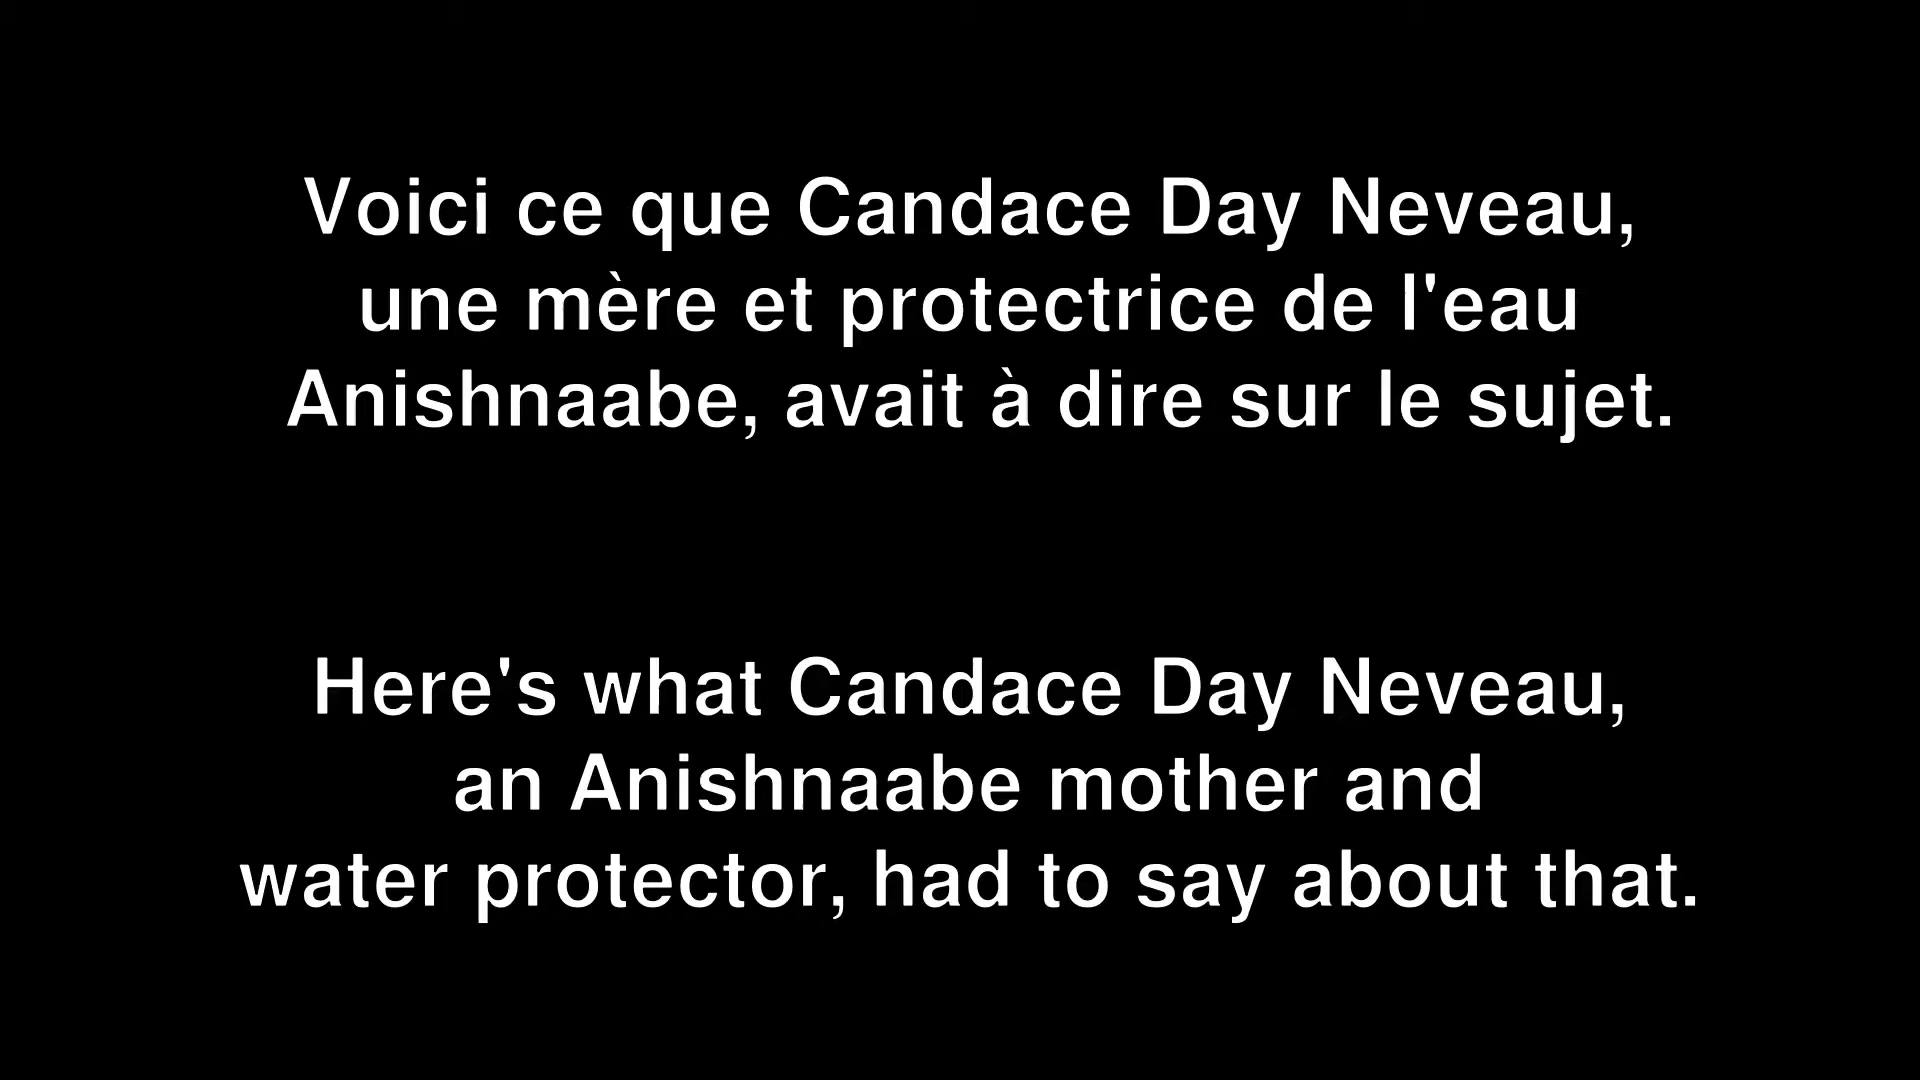 Voici ce que Candace Day Neveau,
une mère et protectrice de l'eau
Anishnaabe, avait à dire sur le sujet.
Here's what Candace Day Neveau,
an Anishnaabe mother and
water protector, had to say about that.